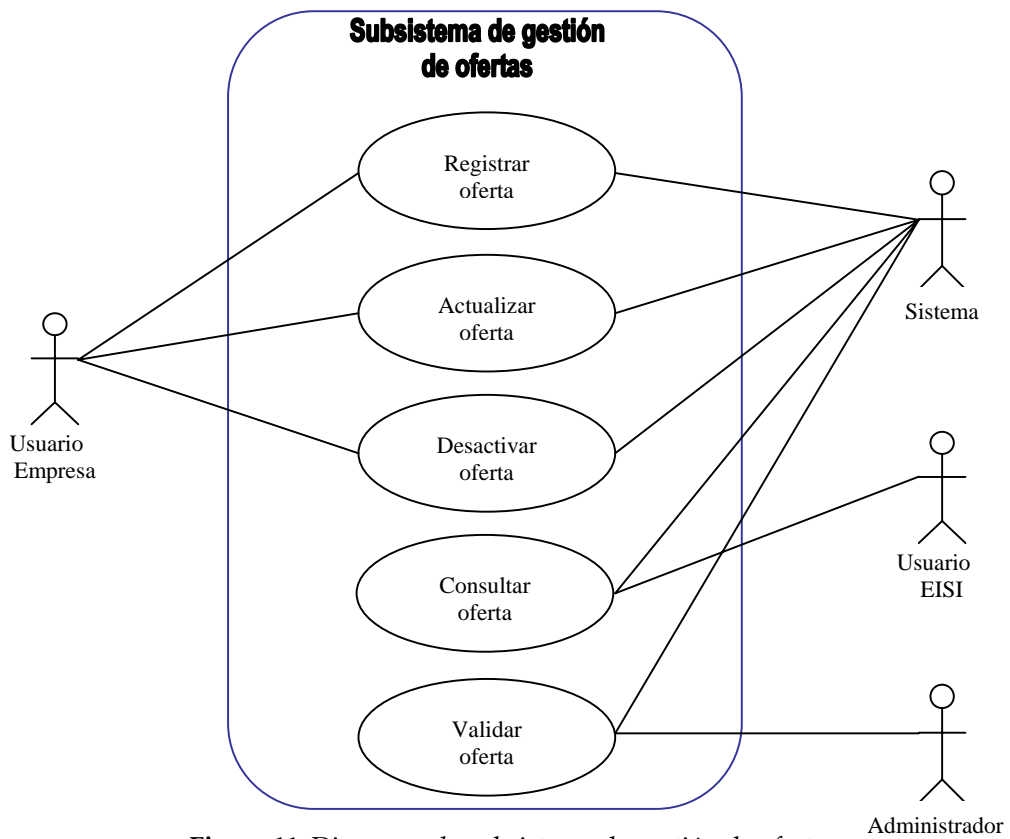 Subsistema de gestión
de ofertas
Registrar
oferta
Actualizar
oferta
Desactivar
oferta
Consultar
oferta
Validar
oferta
Usuario
Empresa
Sistema
Usuario
EISI
Administrador